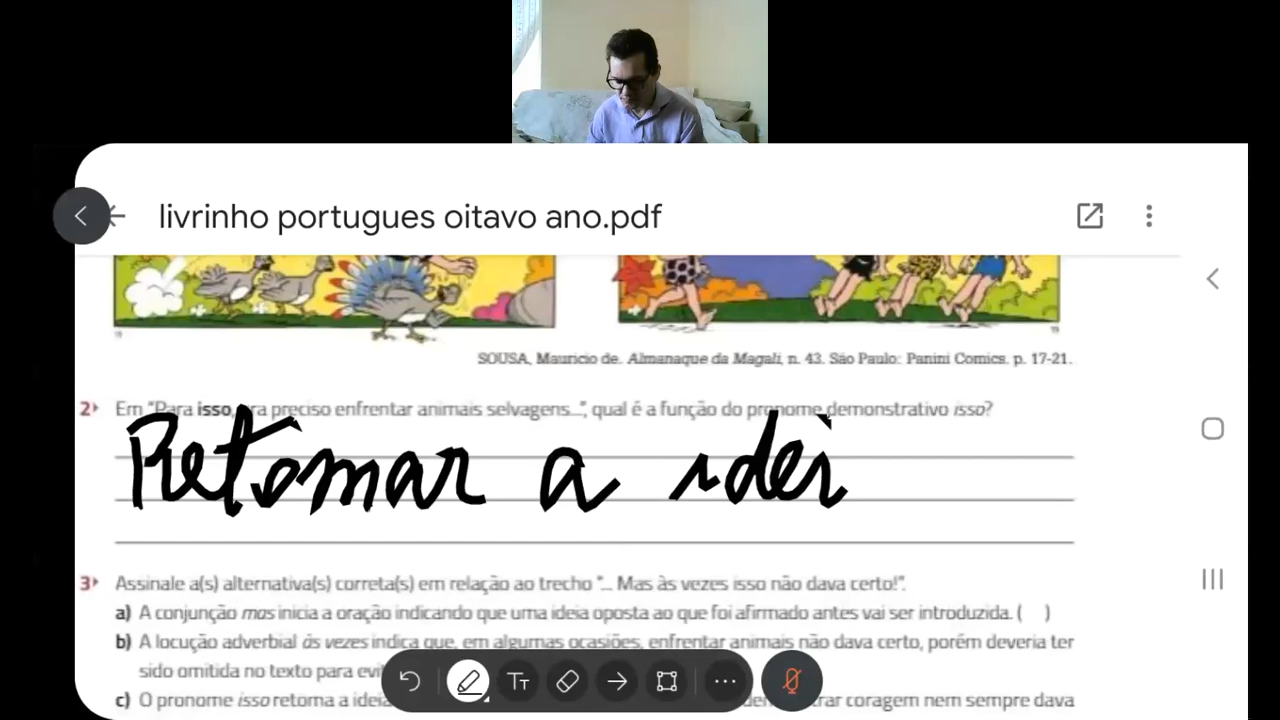 livrinho portugues oitavo ano.pdf
SOUSA, Mauricio de. Almanaque da Magali, n. 43. São Paulo: Panini Comics. p. 17-21.
2 Em "Para isso, era preciso enfrentar animais selvagens...", qual é a função do pronome demonstrativo isso?
Retomar a idei
3 Assinale a(s) alternativa(s) correta(s) em relação ao trecho "... Mas às vezes isso não dava certo!".
a) A conjunção mas inicia a oração indicando que uma ideia oposta ao que foi afirmado antes vai ser introduzida. ( )
b) A locução adverbial às vezes indica que, em algumas ocasiões, enfrentar animais não dava certo, porém deveria ter
sido omitida no texto para evi
c) O pronome isso retoma a ideia trar coragem nem sempre dava
Tт